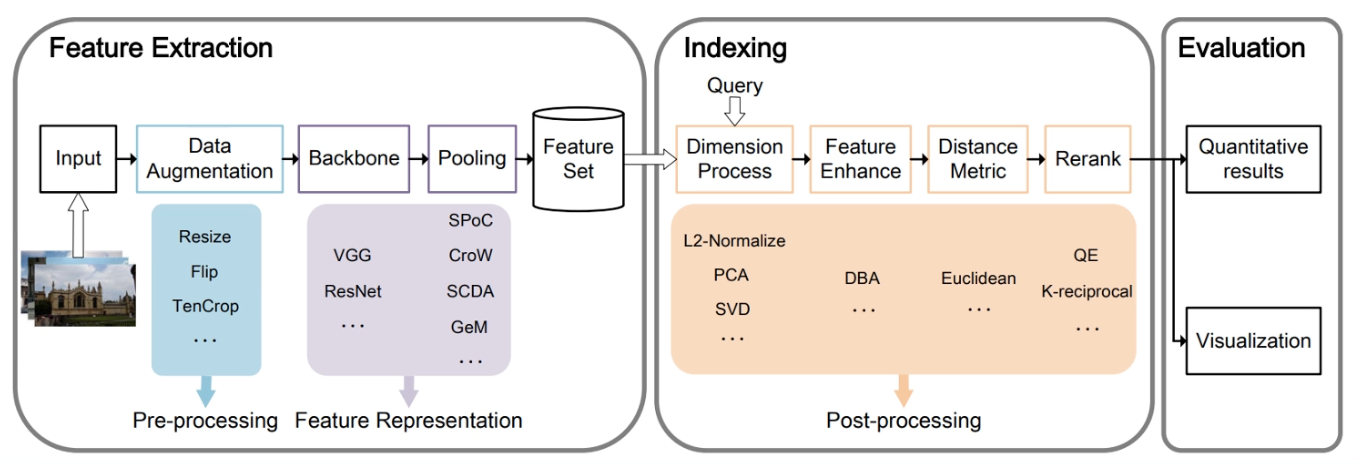 Feature Extraction
Input
Data
Augmentation
Backbone
Pooling
Feature
Set
Resize
Flip
TenCrop
...
VGG
ResNet
...
SPoC
CroW
SCDA
GeM
...
Pre-processing
Feature Representation
Indexing
Query
Dimension
Process
Feature
Enhance
Distance
Metric
Rerank
L2-Normalize
PCA
SVD
...
DBA
...
Euclidean
...
QE
K-reciprocal
...
Post-processing
Evaluation
Quantitative
results
Visualization